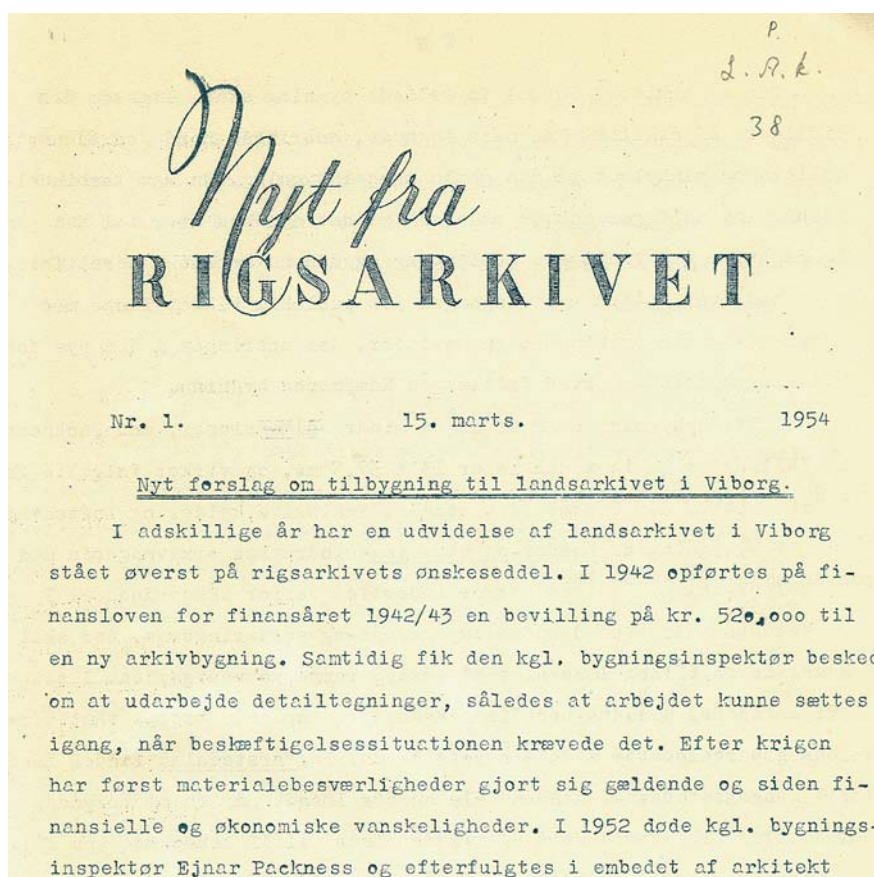 P.
L. A. k.
38
Nyt fra
RIGSARKIVET
Nr. 1. 15. marts. 1954
Nyt forslag om tilbygning til landsarkivet i Viborg.
I adskillige år har en udvidelse af landsarkivet i Viborg
stået øverst på rigsarkivets ønskeseddel. I 1942 opførtes på fi-
nansloven for finansåret 1942/43 en bevilling på kr. 520,000 til
en ny arkivbygning. Samtidig fik den kgl. bygningsinspektør besked
om at udarbejde detailtegninger, således at arbejdet kunne sættes
igang, når beskæftigelsessituationen krævede det. Efter krigen
har først materialebesværligheder gjort sig gældende og siden fi-
nansielle og økonomiske vanskeligheder. I 1952 døde kgl. bygnings-
inspektør Ejnar Packness og efterfulgtes i embedet af arkitekt